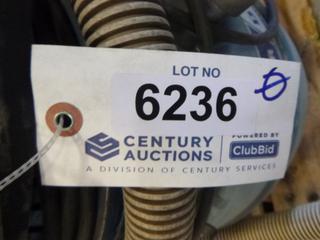 LOT NO
6236
POWERED BY
CENTURY
AUCTIONS
ClubBid
A DIVISION OF CENTURY SERVICES